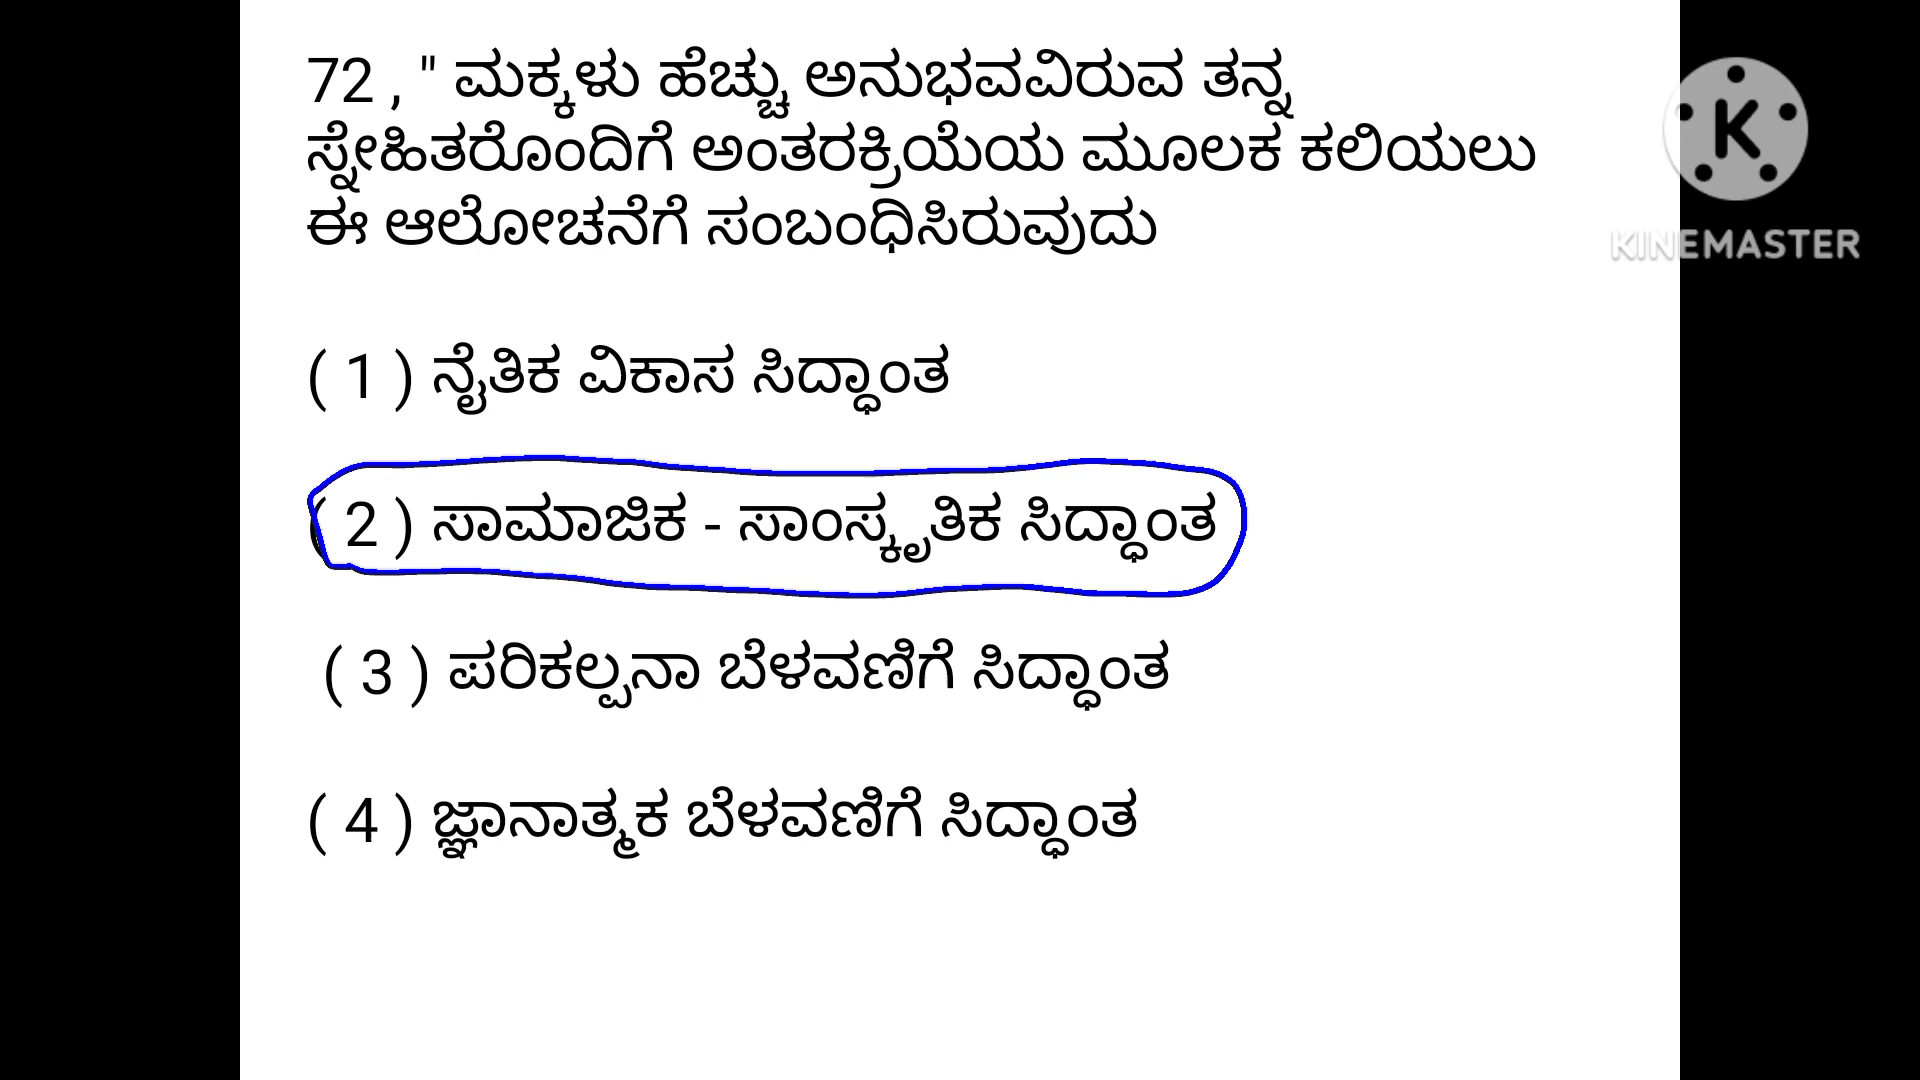 72 , " ಮಕ್ಕಳು ಹೆಚ್ಚು ಅನುಭವವಿರುವ ತನ್ನ
ಸ್ನೇಹಿತರೊಂದಿಗೆ ಅಂತರಕ್ರಿಯೆಯ ಮೂಲಕ ಕಲಿಯಲು
ಈ ಆಲೋಚನೆಗೆ ಸಂಬಂಧಿಸಿರುವುದು
( 1 ) ನೈತಿಕ ವಿಕಾಸ ಸಿದ್ಧಾಂತ
( 2 ) ಸಾಮಾಜಿಕ - ಸಾಂಸ್ಕೃತಿಕ ಸಿದ್ಧಾಂತ
( 3 ) ಪರಿಕಲ್ಪನಾ ಬೆಳವಣಿಗೆ ಸಿದ್ಧಾಂತ
( 4 ) ಜ್ಞಾನಾತ್ಮಕ ಬೆಳವಣಿಗೆ ಸಿದ್ಧಾಂತ
K
KINEMASTER